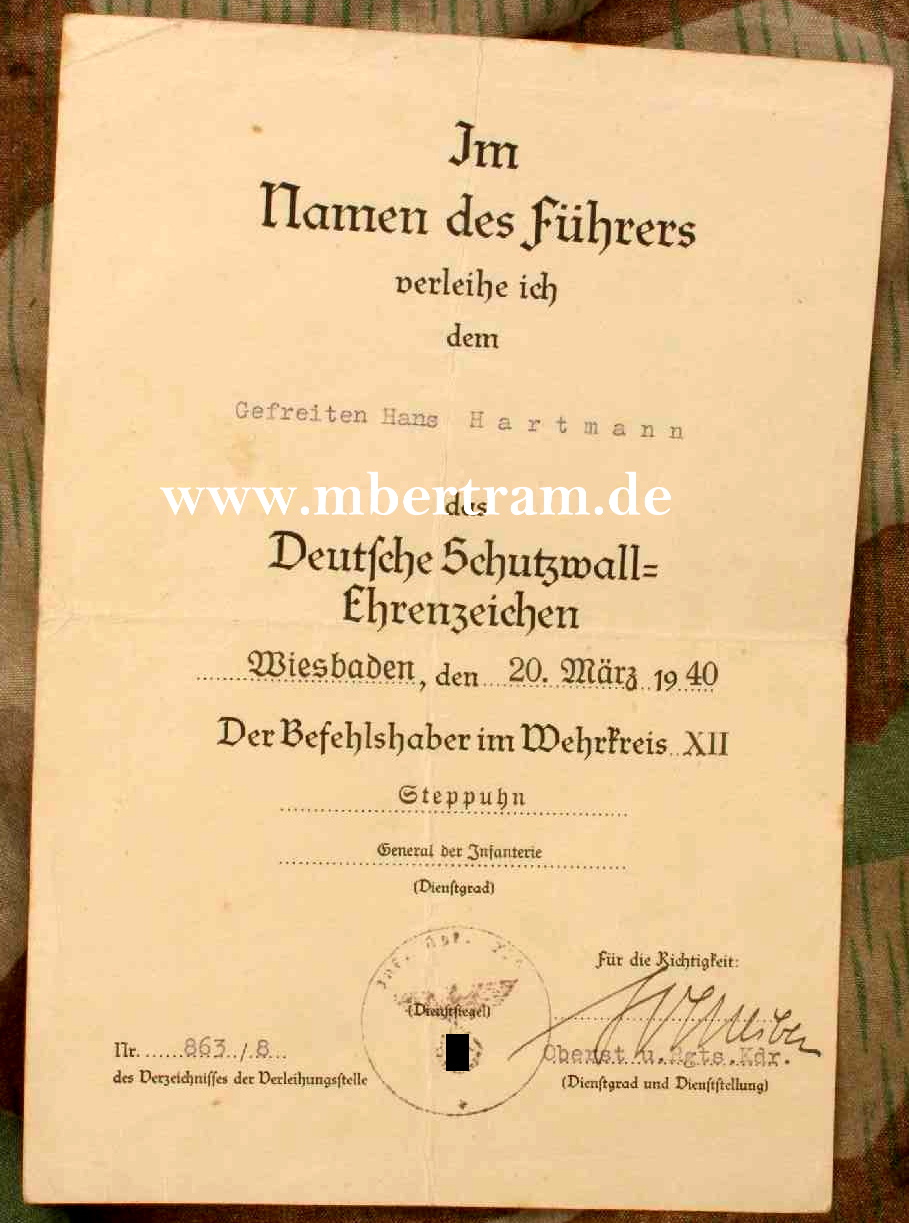 Im
Namen des Führers
verleihe ich
dem
Gefreiten Hans Hartmann
www.mbertram.de
das
Deutsche Schutzwall=
Ehrenzeichen
Wiesbaden, den 20. März 1940
Der Befehlshaber im Wehrkreis XII
Steppuhn
General der Infanterie
(Dienstgrad)
Für die Richtigkeit:
(Dienstsiegel)
Nr. 863./8
Oberst u. Rgts.Kdr.
des Verzeichnisses der Verleihungsstelle
(Dienstgrad und Dienststellung)